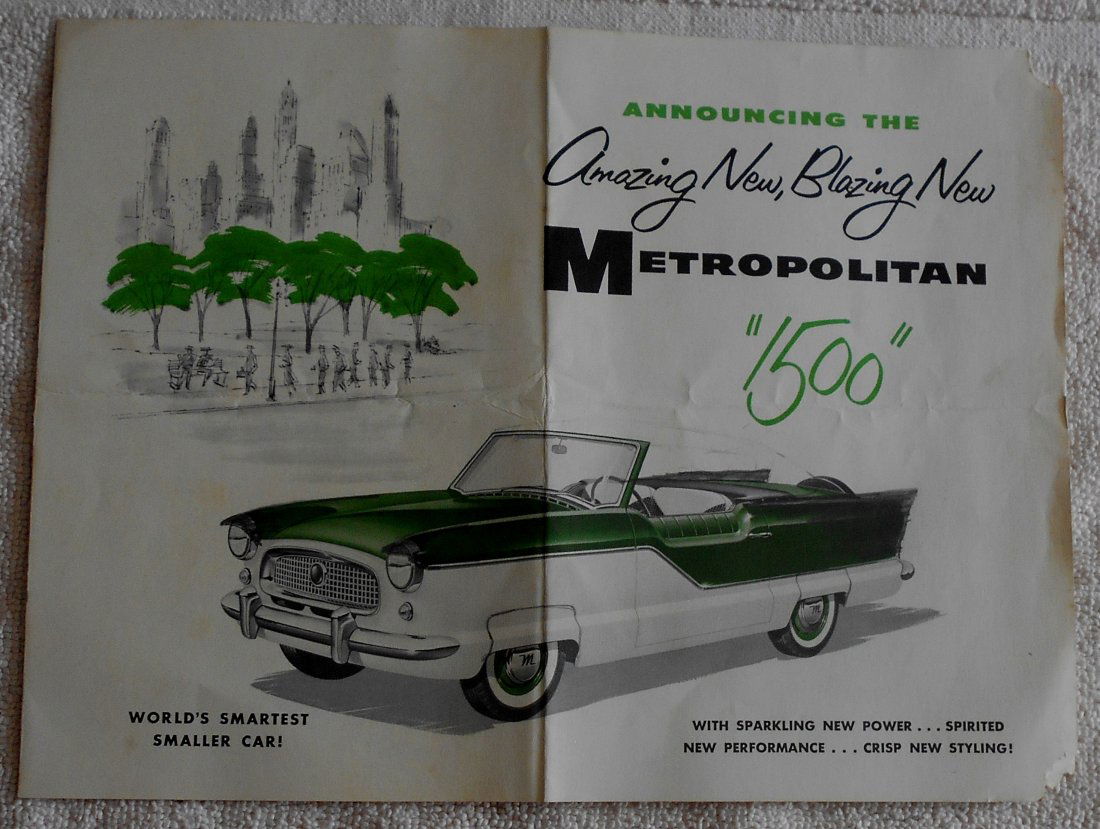 ANNOUNCING THE
Amazing New, Blazing New
METROPOLITAN
"1500"
M
M
WORLD'S SMARTEST
SMALLER CAR!
WITH SPARKLING NEW POWER . . . SPIRITED
NEW PERFORMANCE . . . CRISP NEW STYLING!